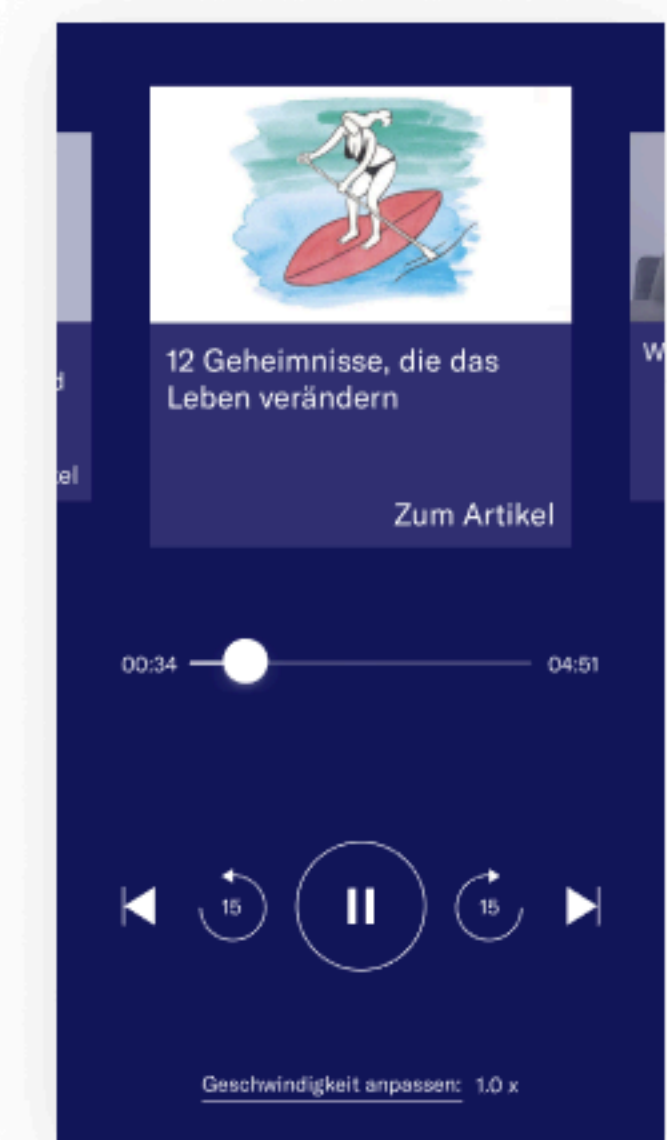 12 Geheimnisse, die das
Leben verändern
Zum Artikel
00:34
04:51
15
15
Geschwindigkeit anpassen: 1.0 x